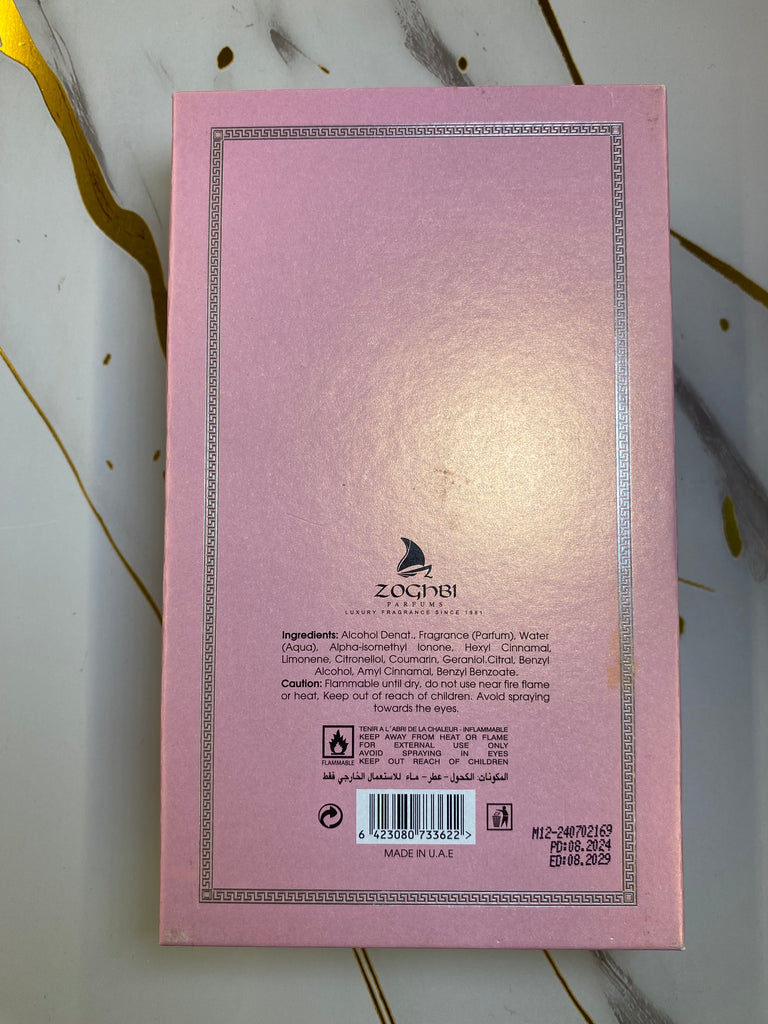 ZOGHBI
PARFUMS
LUXURY FRAGRANCE SINCE 1981
Ingredients: Alcohol Denat., Fragrance (Parfum), Water
(Aqua), Alpha-isomethyl Ionone, Hexyl Cinnamal,
Limonene, Citronellol, Coumarin, Geraniol.Citral, Benzyl
Alcohol, Amyl Cinnamal, Benzyl Benzoate.
Caution: Flammable until dry, do not use near fire flame
or heat, Keep out of reach of children. Avoid spraying
towards the eyes.
FLAMMABLE
TENIR A L´ABRI DE LA CHALEUR - INFLAMMABLE
KEEP AWAY FROM HEAT OR FLAME
FOR EXTERNAL USE ONLY
AVOID SPRAYING IN EYES
KEEP OUT REACH OF CHILDREN
المكونات: الكحول - عطر - ماء للاستعمال الخارجي فقط
6 423080 733622 >
MADE IN U.A.E
M12-240702169
PD:08.2024
ED:08.2029